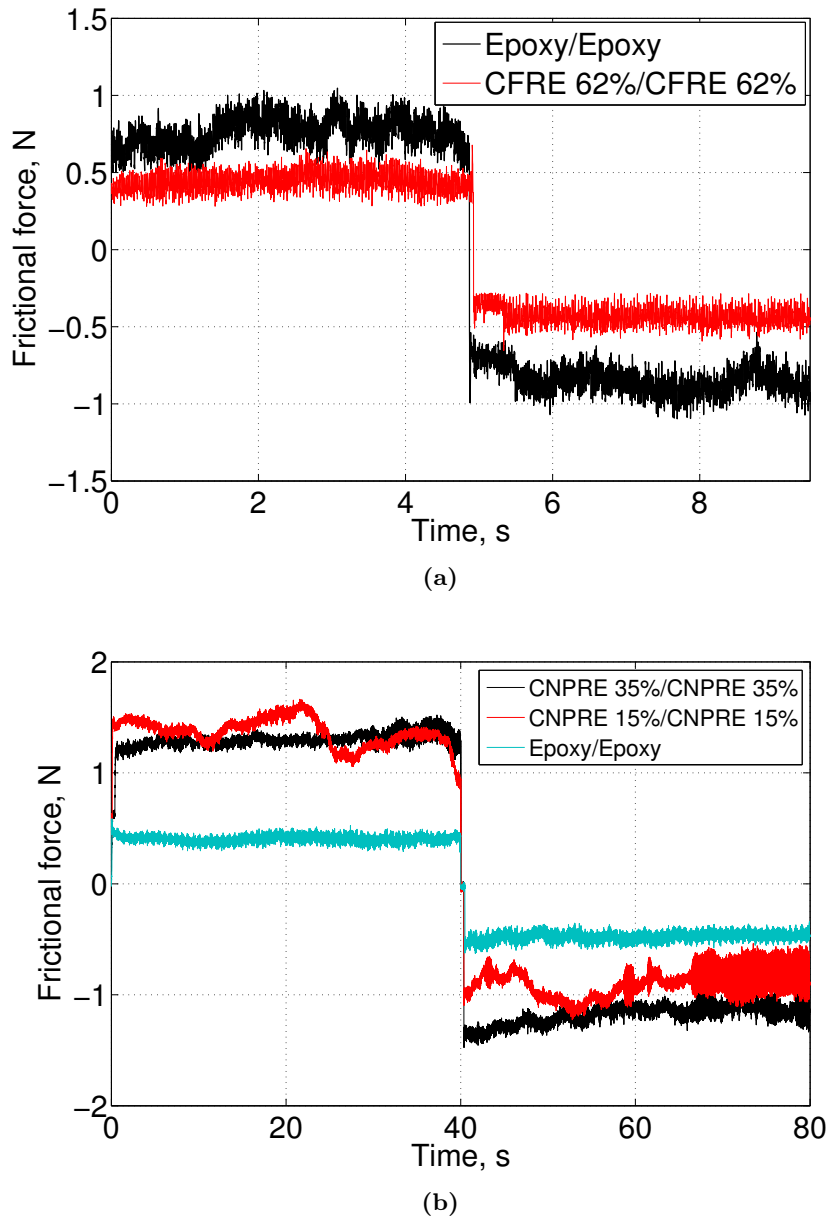 1.5
Epoxy/Epoxy
CFRE 62%/CFRE 62%
1
0.5
0
−0.5
−1
−1.5
Frictional force, N
0 2 4 6 8
Time, s
(a)
2
CNPRE 35%/CNPRE 35%
CNPRE 15%/CNPRE 15%
Epoxy/Epoxy
1
0
−1
−2
Frictional force, N
0 20 40 60 80
Time, s
(b)